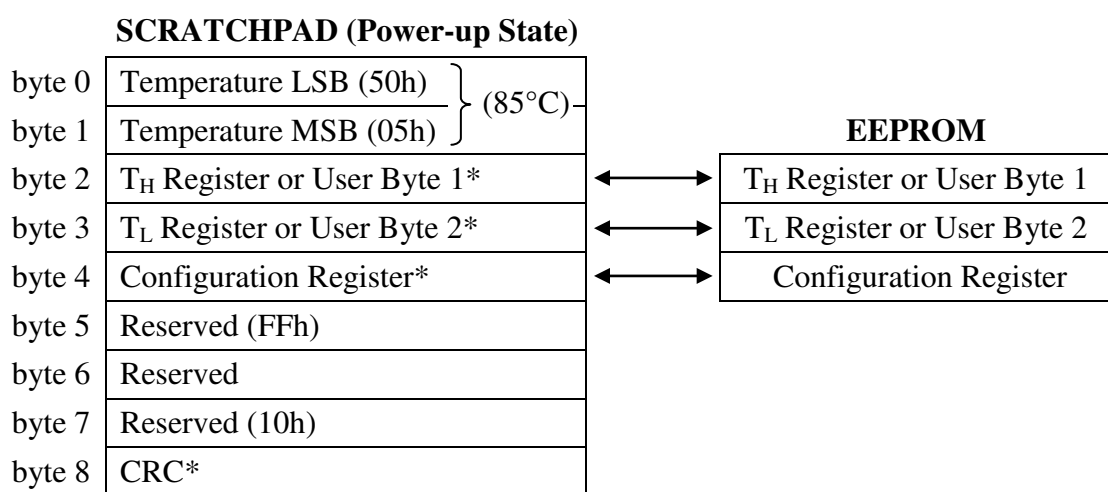 SCRATCHPAD (Power-up State)
byte 0 Temperature LSB (50h)
(85°C)
byte 1 Temperature MSB (05h)
EEPROM
byte 2 TH Register or User Byte 1* TH Register or User Byte 1
byte 3 TL Register or User Byte 2* TL Register or User Byte 2
byte 4 Configuration Register* Configuration Register
byte 5 Reserved (FFh)
byte 6 Reserved
byte 7 Reserved (10h)
byte 8 CRC*